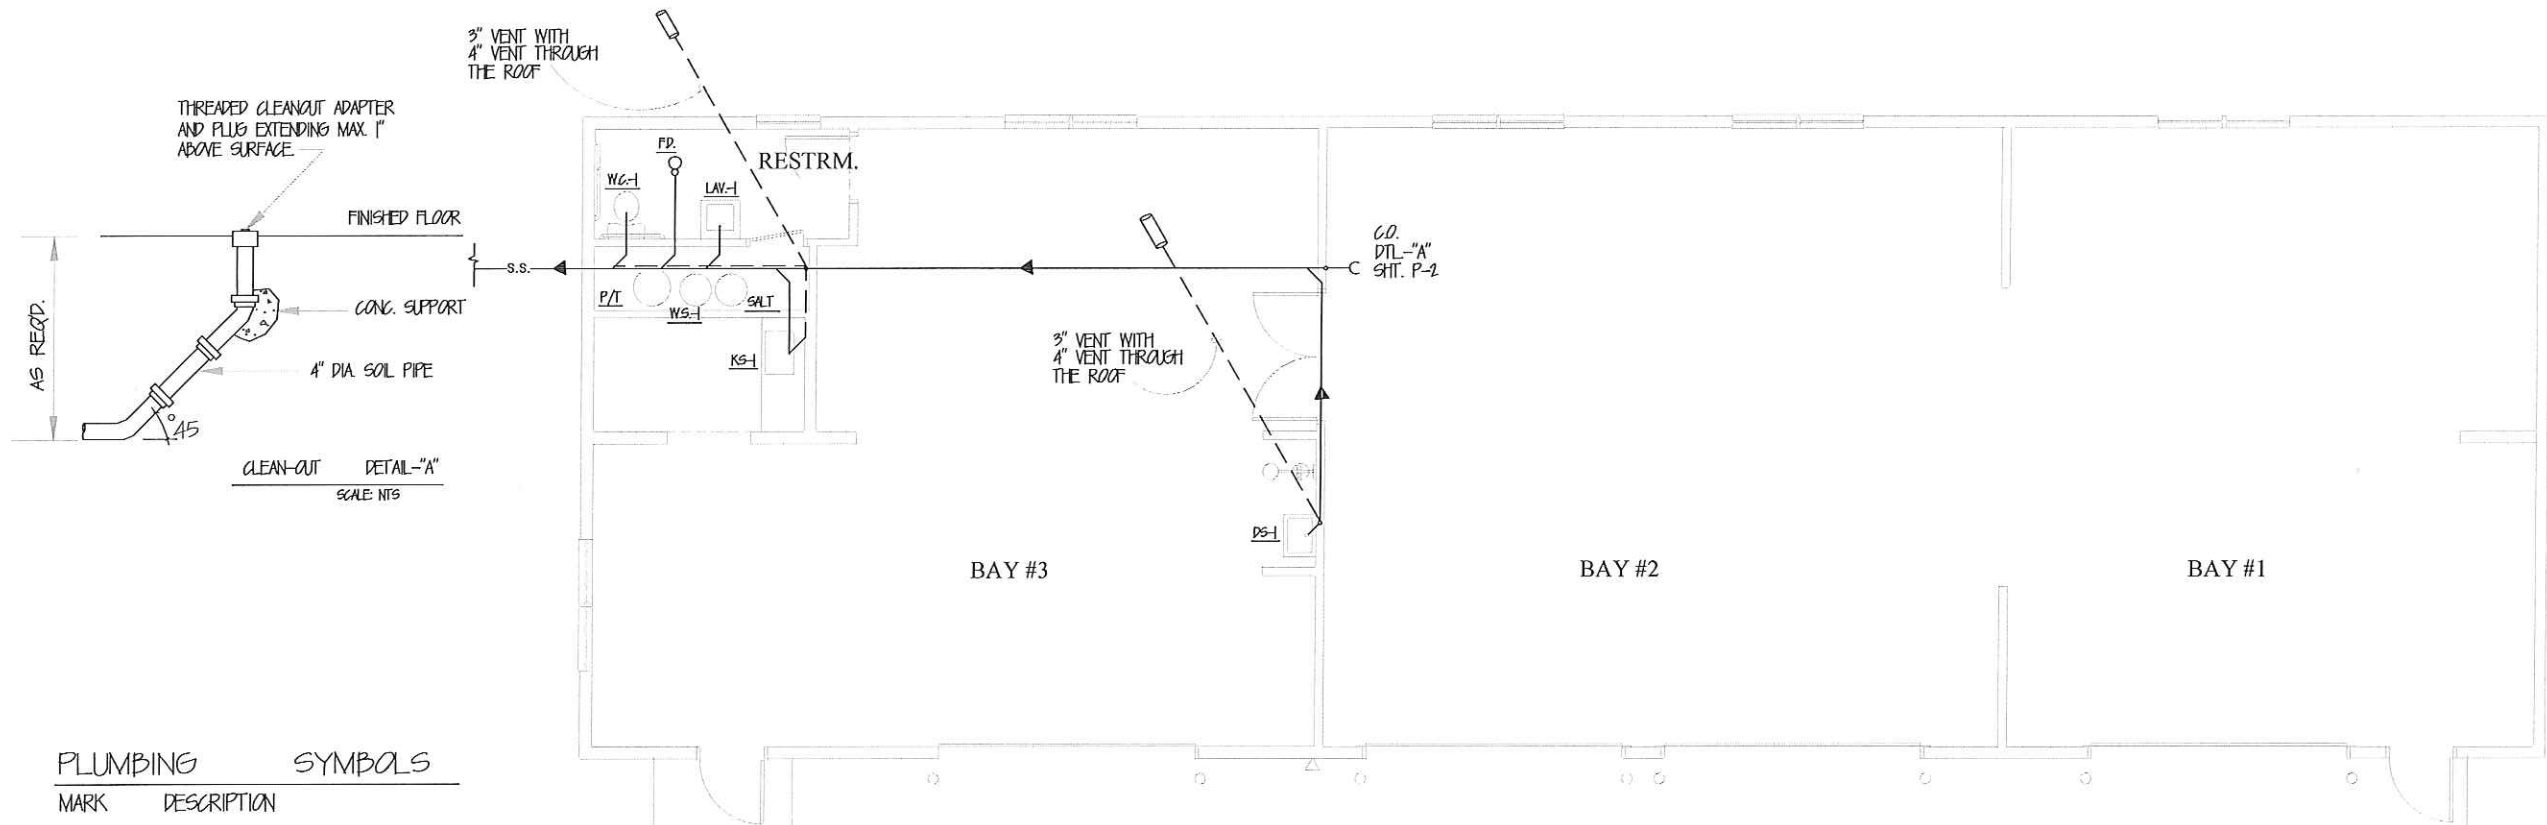 3" VENT WITH
4" VENT THROUGH
THE ROOF
THREADED CLEANOUT ADAPTER
AND PLUG EXTENDING MAX. 1"
ABOVE SURFACE
FINISHED FLOOR
AS REQ'D.
CONC. SUPPORT
4" DIA. SOIL PIPE
45°
CLEAN-OUT DETAIL-"A"
SCALE: NTS
F.D.
RESTRM.
W.C.-1
LAV.-1
S.S.
P/T
W.S.-1
SALT
KS-1
C.O.
DTL-"A"
SHT. P-2
C
3" VENT WITH
4" VENT THROUGH
THE ROOF
DS-1
BAY #3
BAY #2
BAY #1
PLUMBING SYMBOLS
MARK DESCRIPTION